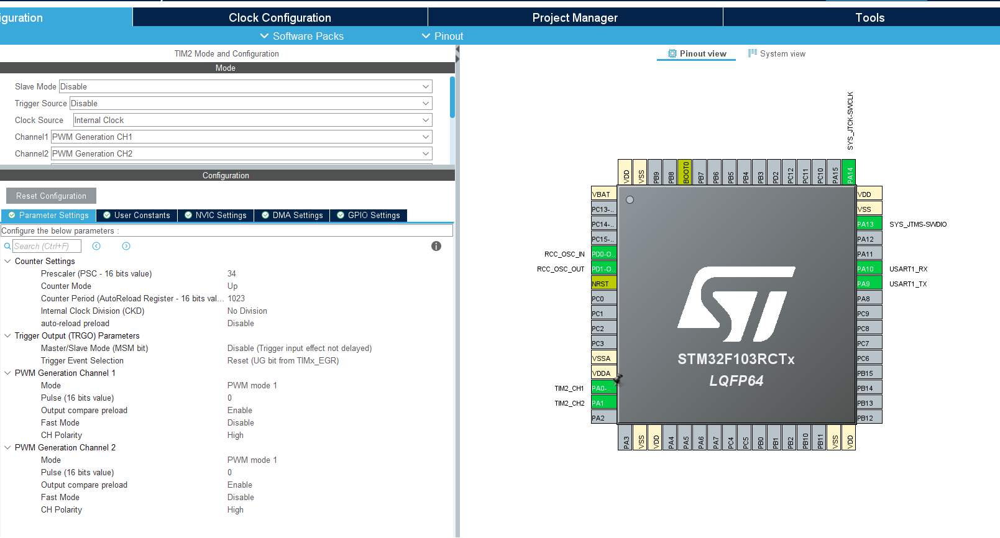 iguration
Clock Configuration
Project Manager
Tools
Software Packs
Pinout
TIM2 Mode and Configuration
Mode
Slave Mode Disable
Trigger Source Disable
Clock Source Internal Clock
Channel1 PWM Generation CH1
Channel2 PWM Generation CH2
Configuration
Reset Configuration
Parameter Settings
User Constants
NVIC Settings
DMA Settings
GPIO Settings
Configure the below parameters :
Search (Ctrl+F)
Counter Settings
Prescaler (PSC - 16 bits value) 34
Counter Mode Up
Counter Period (AutoReload Register - 16 bits val... 1023
Internal Clock Division (CKD) No Division
auto-reload preload Disable
Trigger Output (TRGO) Parameters
Master/Slave Mode (MSM bit) Disable (Trigger input effect not delayed)
Trigger Event Selection Reset (UG bit from TIMx_EGR)
PWM Generation Channel 1
Mode PWM mode 1
Pulse (16 bits value) 0
Output compare preload Enable
Fast Mode Disable
CH Polarity High
PWM Generation Channel 2
Mode PWM mode 1
Pulse (16 bits value) 0
Output compare preload Enable
Fast Mode Disable
CH Polarity High
Pinout view
System view
SYS_JTCK-SWCLK
VDD
VSS
PB9
PB8
BOOT0
PB7
PB6
PB5
PB4
PB3
PD2
PC12
PC11
PC10
PA15
PA14
VBAT
PC13-..
PC14-..
PC15-..
RCC_OSC_IN PD0-O..
RCC_OSC_OUT PD1-O..
NRST
PC0
PC1
PC2
PC3
VSSA
VDDA
TIM2_CH1 PA0-..
TIM2_CH2 PA1
PA2
ST
STM32F103RCTx
LQFP64
VDD
VSS
PA13 SYS_JTMS-SWDIO
PA12
PA11
PA10 USART1_RX
PA9 USART1_TX
PA8
PC9
PC8
PC7
PC6
PB15
PB14
PB13
PB12
PA3
VSS
VDD
PA4
PA5
PA6
PA7
PC4
PC5
PB0
PB1
PB2
PB10
PB11
VSS
VDD